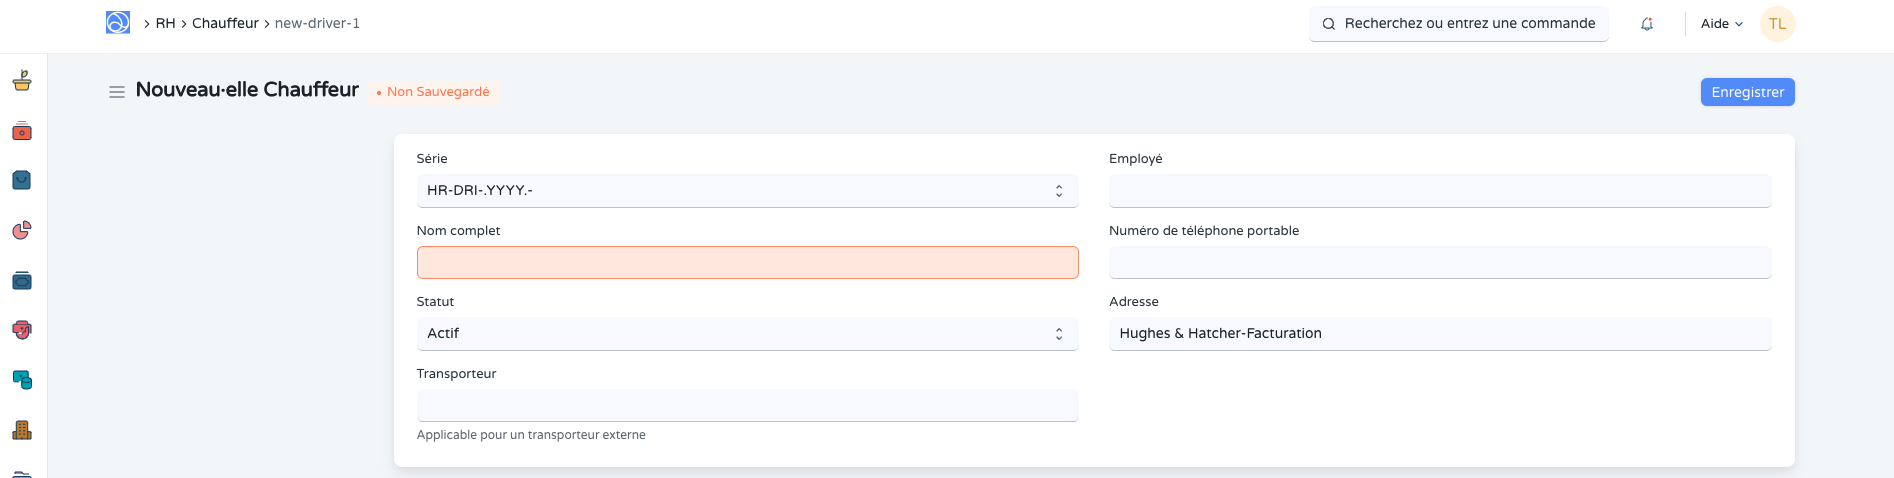 RH Chauffeur new-driver-1
Recherchez ou entrez une commande
Aide
TL
Nouveau·elle Chauffeur
Non Sauvegardé
Enregistrer
Série
HR-DRI-.YYYY.-
Employé
Nom complet
Numéro de téléphone portable
Statut
Actif
Adresse
Hughes & Hatcher-Facturation
Transporteur
Applicable pour un transporteur externe